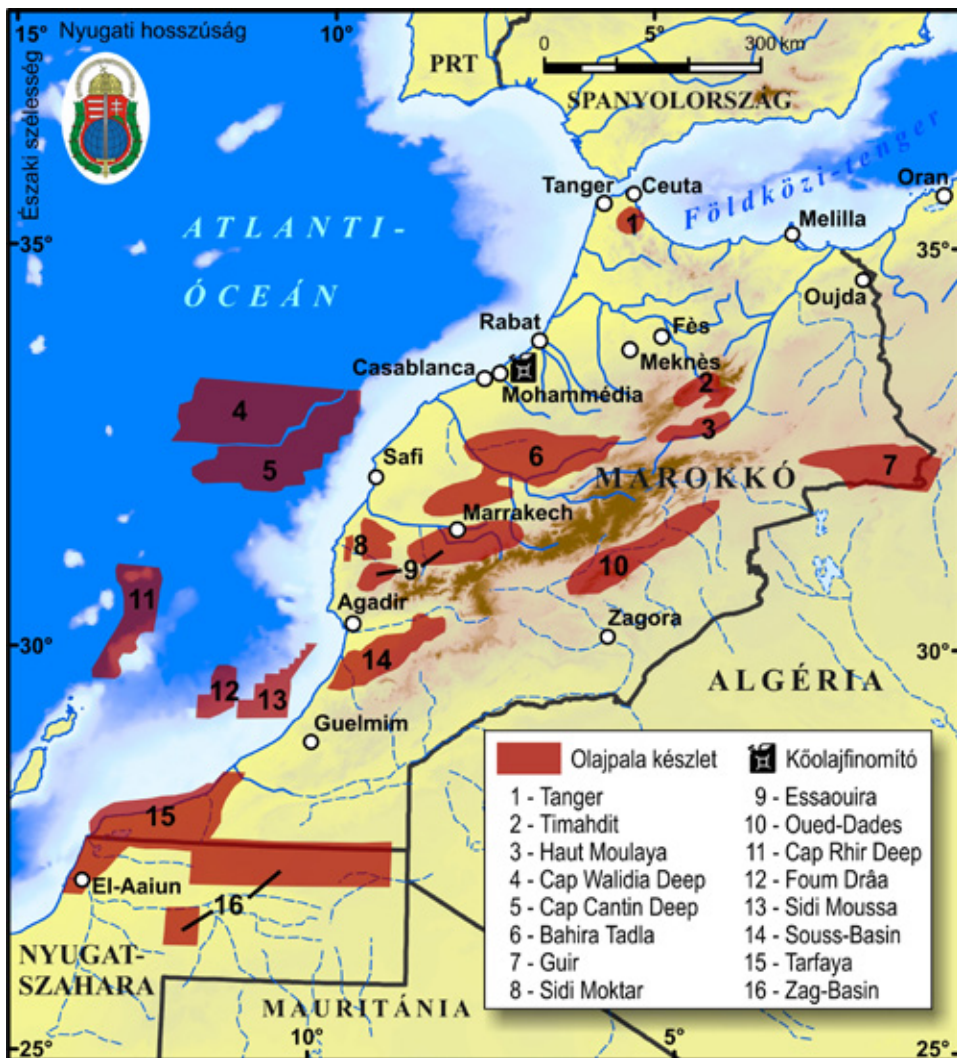 15°
Nyugati hosszúság
10°
5°
0
300 km
Északi szélesség
PRT
SPANYOLORSZÁG
Tanger
Ceuta
Földközi-tenger
Oran
1
Melilla
ATLANTI-
ÓCEÁN
35°
35°
Oujda
Rabat
Fès
Meknès
Casablanca
Mohammédia
2
4
3
5
Safi
6
MAROKKÓ
7
Marrakech
8
9
10
11
Agadir
Zagora
30°
30°
14
12
13
ALGÉRIA
Guelmim
15
El-Aaiun
16
NYUGAT-
SZAHARA
MAURITÁNIA
Olajpala készlet
Kőolajfinomító
1 - Tanger
2 - Timahdit
3 - Haut Moulaya
4 - Cap Walidia Deep
5 - Cap Cantin Deep
6 - Bahira Tadla
7 - Guir
8 - Sidi Moktar
9 - Essaouira
10 - Oued-Dades
11 - Cap Rhir Deep
12 - Foum Drâa
13 - Sidi Moussa
14 - Souss-Basin
15 - Tarfaya
16 - Zag-Basin
25°
10°
5°
25°